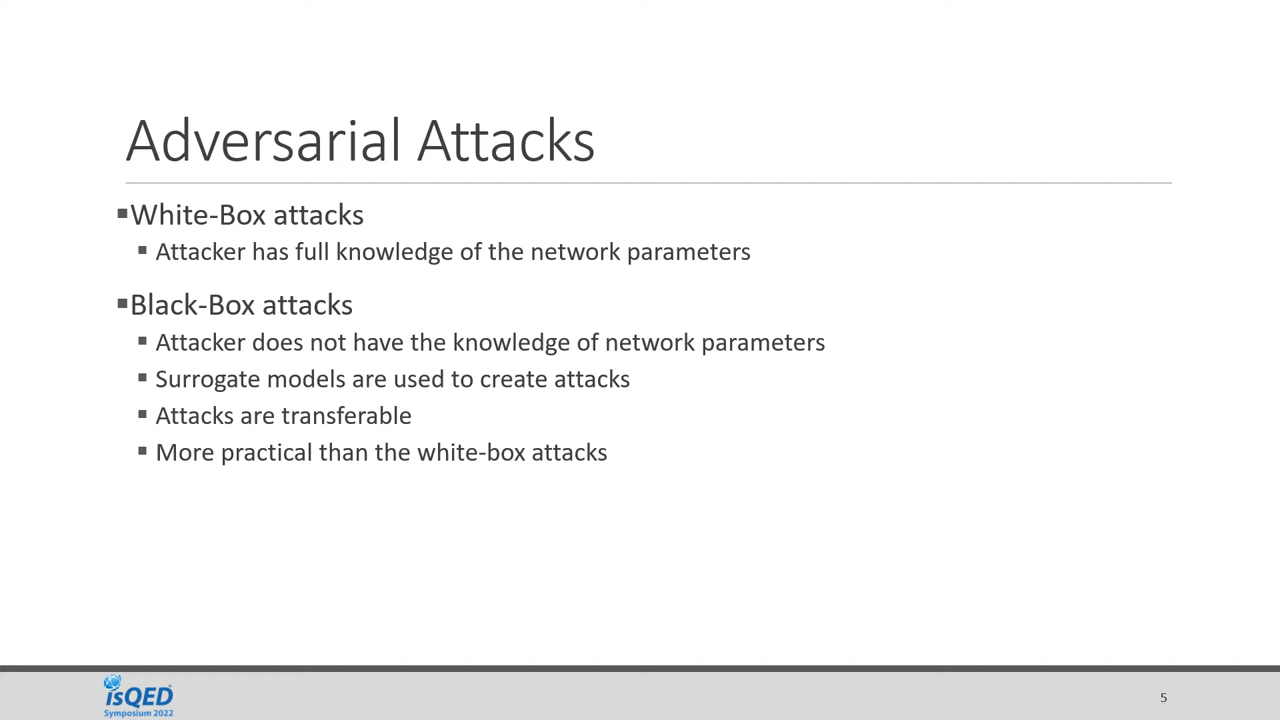 Adversarial Attacks
▪White-Box attacks
▪ Attacker has full knowledge of the network parameters
▪Black-Box attacks
▪ Attacker does not have the knowledge of network parameters
▪ Surrogate models are used to create attacks
▪ Attacks are transferable
▪ More practical than the white-box attacks
isQED
Symposium 2022
5